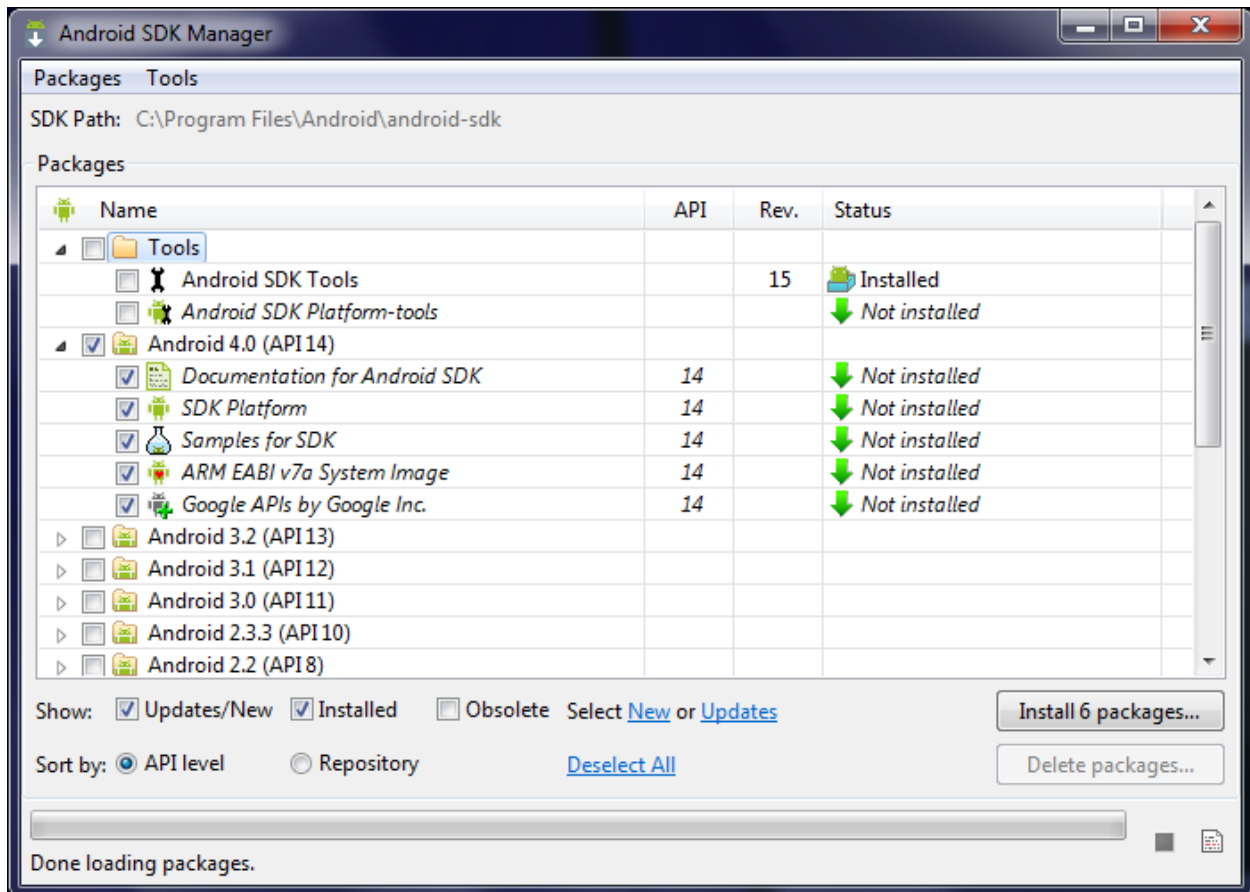 Android SDK Manager
Packages Tools
SDK Path: C:\Program Files\Android\android-sdk
Packages
Name API Rev. Status
Tools
Android SDK Tools 15 Installed
Android SDK Platform-tools Not installed
Android 4.0 (API 14)
Documentation for Android SDK 14 Not installed
SDK Platform 14 Not installed
Samples for SDK 14 Not installed
ARM EABI v7a System Image 14 Not installed
Google APIs by Google Inc. 14 Not installed
Android 3.2 (API 13)
Android 3.1 (API 12)
Android 3.0 (API 11)
Android 2.3.3 (API 10)
Android 2.2 (API 8)
Show: Updates/New Installed Obsolete Select New or Updates Install 6 packages...
Sort by: API level Repository Deselect All Delete packages...
Done loading packages.